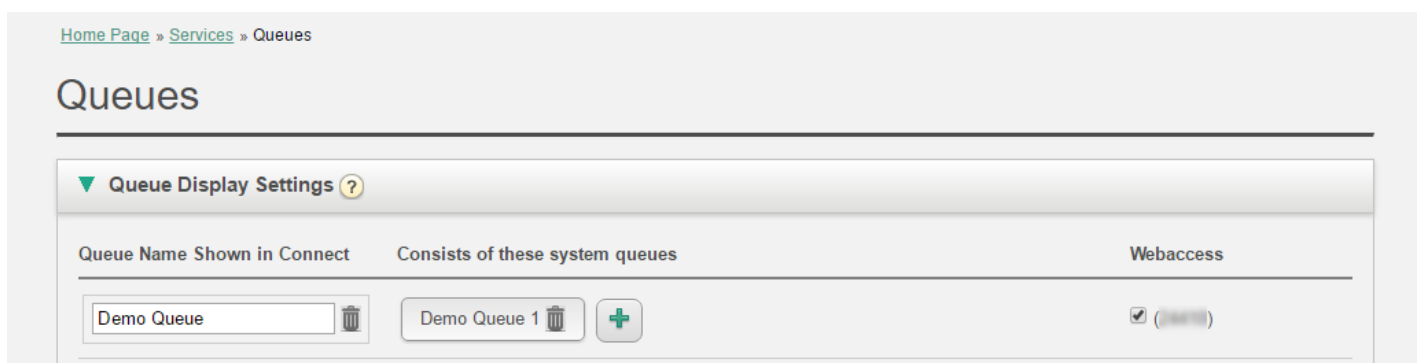 Home Page » Services » Queues
Queues
▼ Queue Display Settings ?
Queue Name Shown in Connect Consists of these system queues Webaccess
Demo Queue Demo Queue 1 ( )